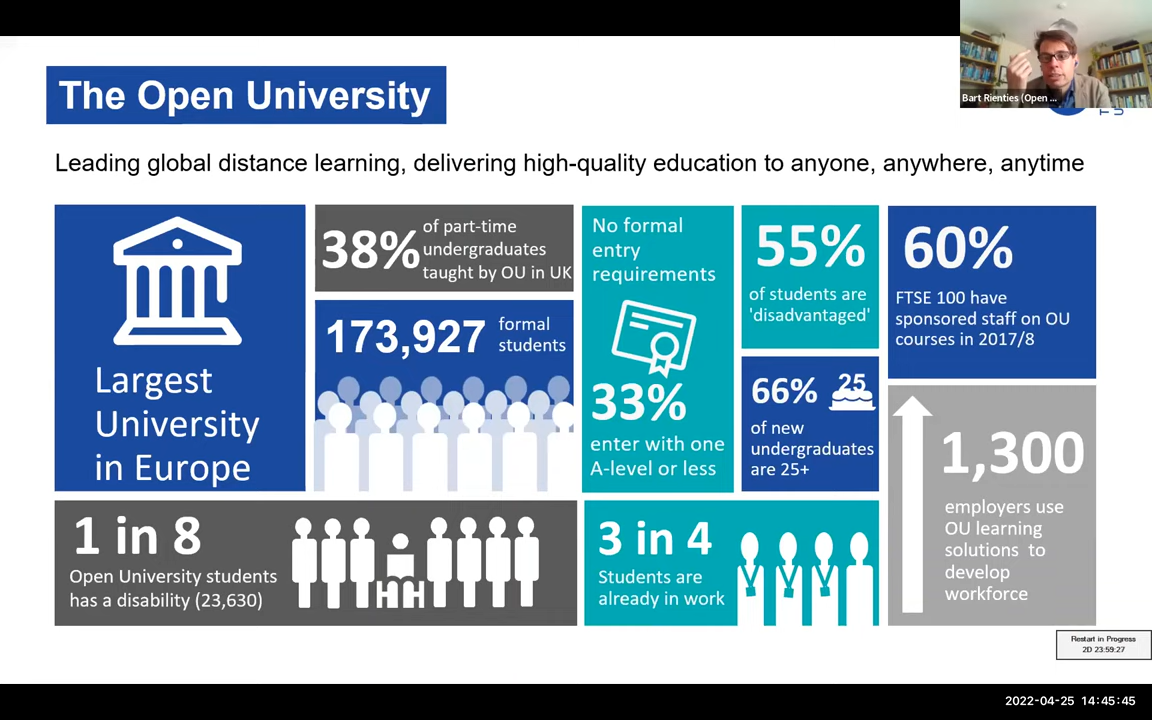 The Open University
Bart Rienties (Open ...
T
U
Leading global distance learning, delivering high-quality education to anyone, anywhere, anytime
Largest
University
in Europe
38%
of part-time
undergraduates
taught by OU in UK
173,927
formal
students
No formal
entry
requirements
33%
enter with one
A-level or less
55%
of students are
'disadvantaged'
66%
25
of new
undergraduates
are 25+
60%
FTSE 100 have
sponsored staff on OU
courses in 2017/8
1,300
employers use
OU learning
solutions to
develop
workforce
1 in 8
Open University students
has a disability (23,630)
3 in 4
Students are
already in work
Restart in Progress
2D 23:59:27
2022-04-25 14:45:45